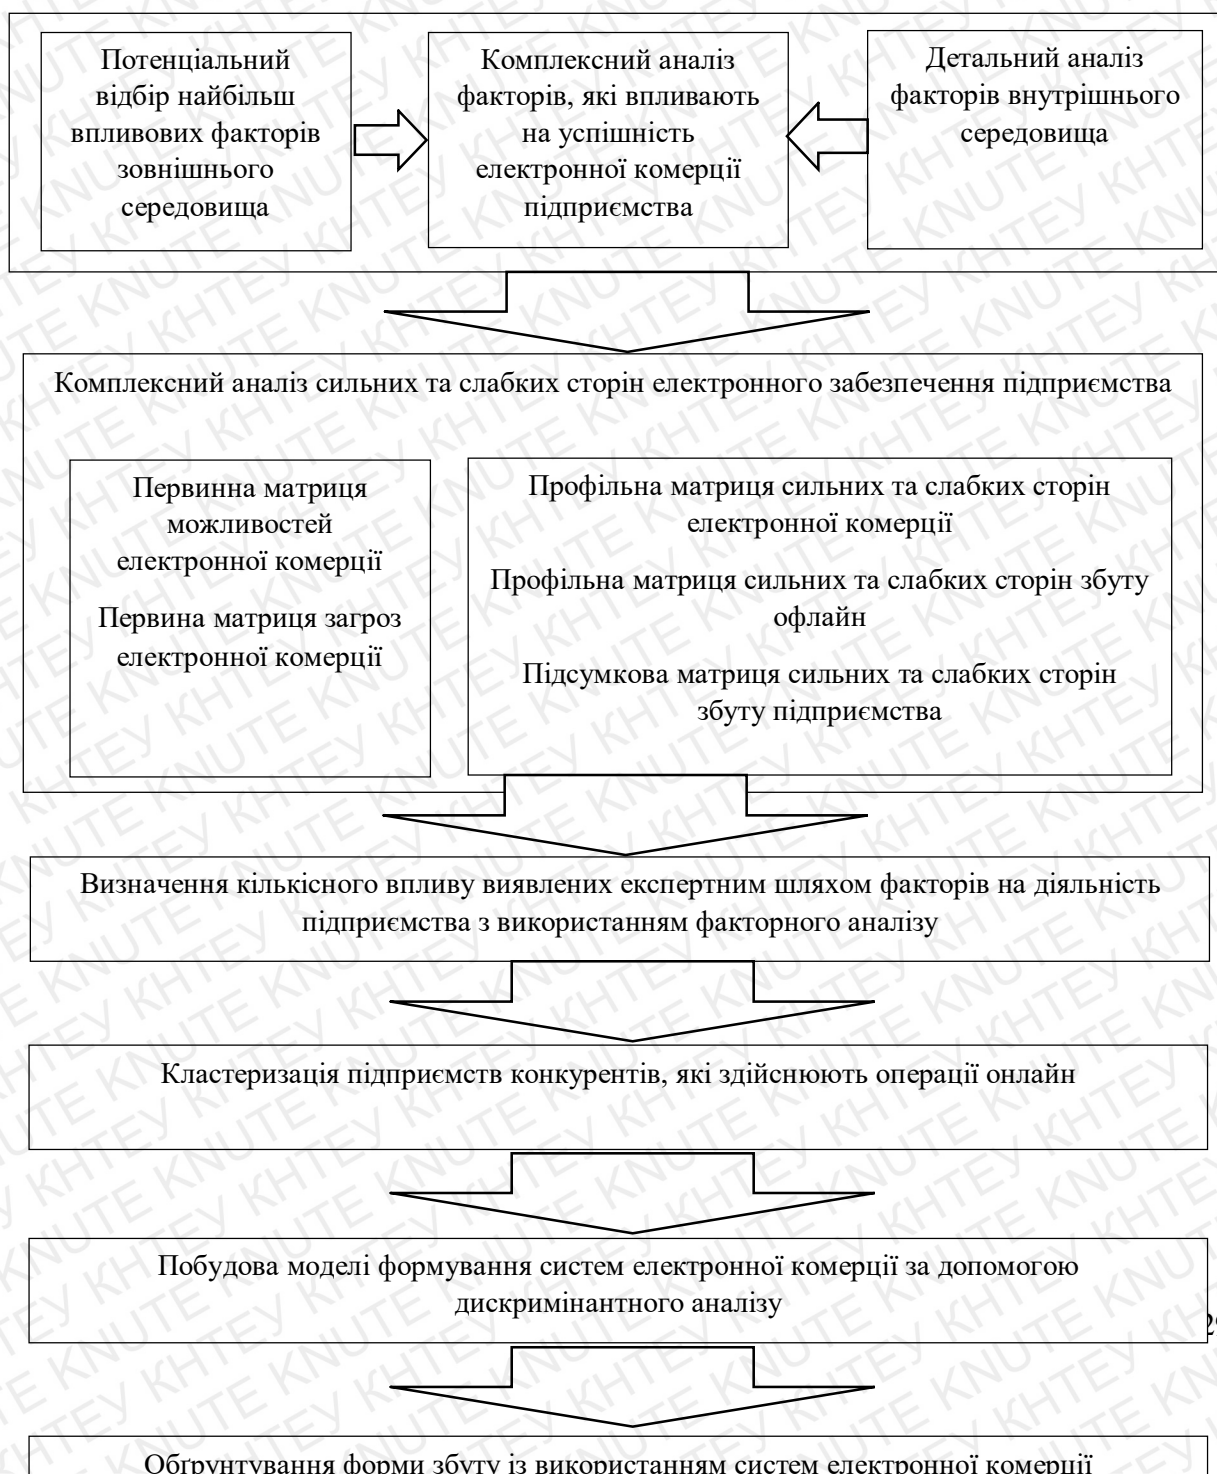 Потенціальний
відбір найбільш
впливових факторів
зовнішнього
середовища
Комплексний аналіз
факторів, які впливають
на успішність
електронної комерції
підприємства
Детальний аналіз
факторів внутрішнього
середовища
Комплексний аналіз сильних та слабких сторін електронного забезпечення підприємства
Первинна матриця
можливостей
електронної комерції
Первина матриця загроз
електронної комерції
Профільна матриця сильних та слабких сторін
електронної комерції
Профільна матриця сильних та слабких сторін збуту
офлайн
Підсумкова матриця сильних та слабких сторін
збуту підприємства
Визначення кількісного впливу виявлених експертним шляхом факторів на діяльність
підприємства з використанням факторного аналізу
Кластеризація підприємств конкурентів, які здійснюють операції онлайн
Побудова моделі формування систем електронної комерції за допомогою
дискримінантного аналізу
Обґрунтування форми збуту із використанням систем електронної комерції